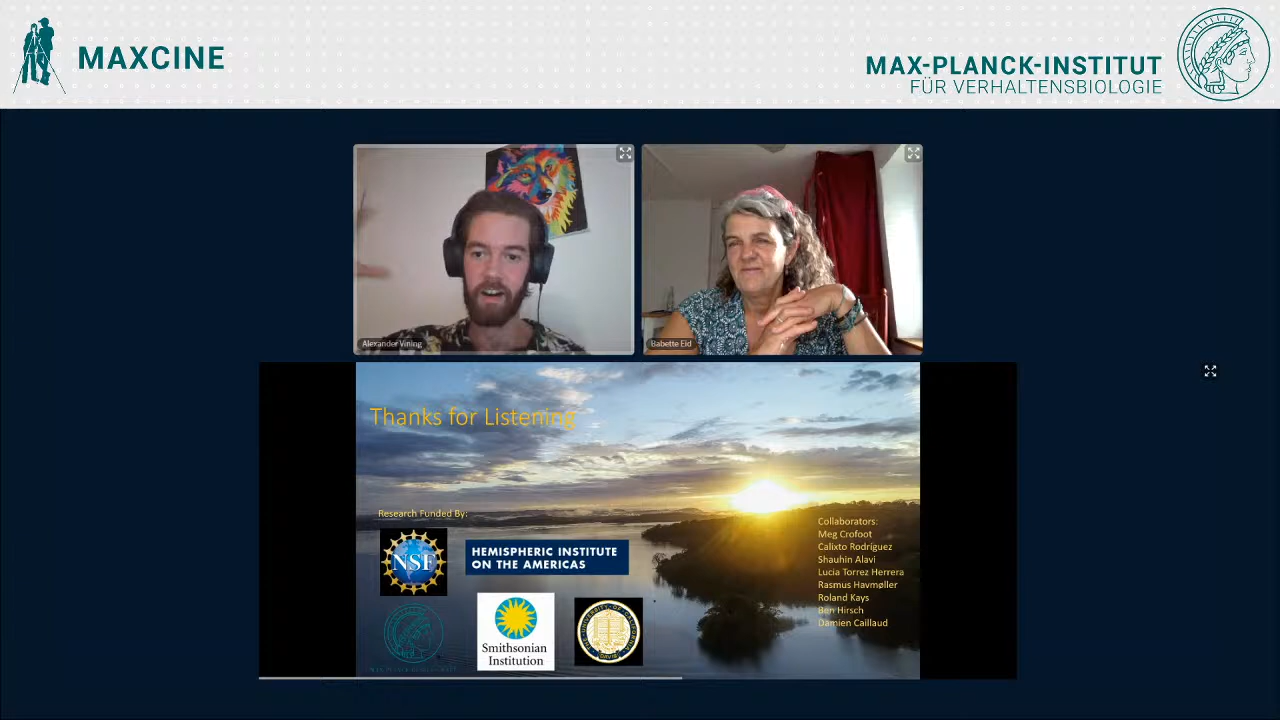 MAXCINE
MAX-PLANCK-INSTITUT
FÜR VERHALTENSBIOLOGIE
Alexander Vining
Babette Eid
Thanks for Listening
Research Funded By:
NSF
HEMISPHERIC INSTITUTE
ON THE AMERICAS
Smithsonian
Institution
Collaborators:
Meg Crofoot
Calixto Rodríguez
Shauhin Alavi
Lucia Torrez Herrera
Rasmus Havmøller
Roland Kays
Ben Hirsch
Damien Caillaud